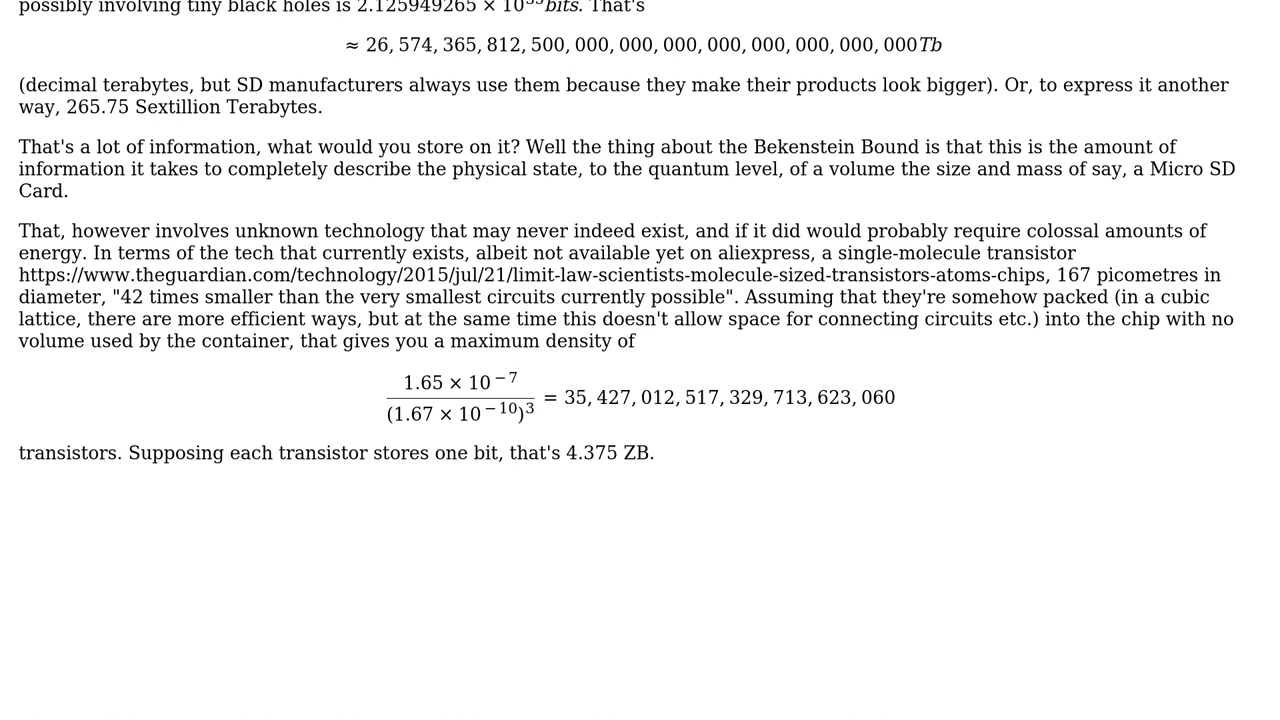 possibly involving tiny black holes is 2.125949265 × 10 bits. That's
≈ 26, 574, 365, 812, 500, 000, 000, 000, 000, 000, 000, 000, 000Tb
(decimal terabytes, but SD manufacturers always use them because they make their products look bigger). Or, to express it another
way, 265.75 Sextillion Terabytes.
That's a lot of information, what would you store on it? Well the thing about the Bekenstein Bound is that this is the amount of
information it takes to completely describe the physical state, to the quantum level, of a volume the size and mass of say, a Micro SD
Card.
That, however involves unknown technology that may never indeed exist, and if it did would probably require colossal amounts of
energy. In terms of the tech that currently exists, albeit not available yet on aliexpress, a single-molecule transistor
https://www.theguardian.com/technology/2015/jul/21/limit-law-scientists-molecule-sized-transistors-atoms-chips, 167 picometres in
diameter, "42 times smaller than the very smallest circuits currently possible". Assuming that they're somehow packed (in a cubic
lattice, there are more efficient ways, but at the same time this doesn't allow space for connecting circuits etc.) into the chip with no
volume used by the container, that gives you a maximum density of
1.65 × 10⁻⁷
(1.67 × 10⁻¹⁰)³ = 35, 427, 012, 517, 329, 713, 623, 060
transistors. Supposing each transistor stores one bit, that's 4.375 ZB.